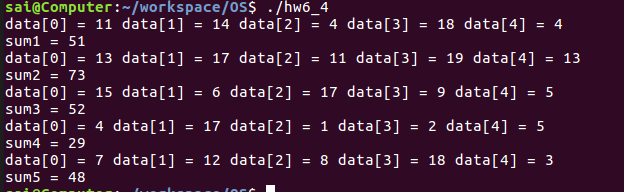 sai@Computer:~/workspace/OS$ ./hw6_4
data[0] = 11 data[1] = 14 data[2] = 4 data[3] = 18 data[4] = 4
sum1 = 51
data[0] = 13 data[1] = 17 data[2] = 11 data[3] = 19 data[4] = 13
sum2 = 73
data[0] = 15 data[1] = 6 data[2] = 17 data[3] = 9 data[4] = 5
sum3 = 52
data[0] = 4 data[1] = 17 data[2] = 1 data[3] = 2 data[4] = 5
sum4 = 29
data[0] = 7 data[1] = 12 data[2] = 8 data[3] = 18 data[4] = 3
sum5 = 48
sai@Computer:~/workspace/OS$